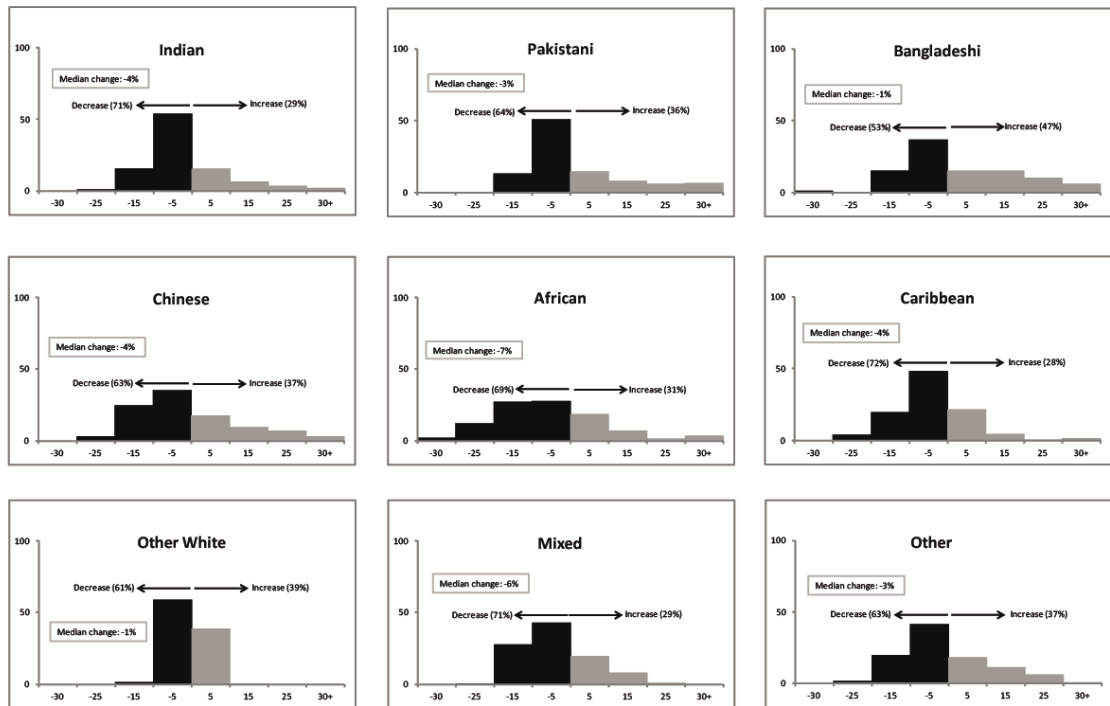 Indian
100
Median change: -4%
Decrease (71%)
Increase (29%)
50
0
-30 -25 -15 -5 5 15 25 30+
Pakistani
100
Median change: -3%
Decrease (64%)
Increase (36%)
50
0
-30 -25 -15 -5 5 15 25 30+
Bangladeshi
100
Median change: -1%
Decrease (53%)
Increase (47%)
50
0
-30 -25 -15 -5 5 15 25 30+
Chinese
100
Median change: -4%
Decrease (63%)
Increase (37%)
50
0
-30 -25 -15 -5 5 15 25 30+
African
100
Median change: -7%
Decrease (69%)
Increase (31%)
50
0
-30 -25 -15 -5 5 15 25 30+
Caribbean
100
Median change: -4%
Decrease (72%)
Increase (28%)
50
0
-30 -25 -15 -5 5 15 25 30+
Other White
100
Decrease (61%)
Increase (39%)
50
Median change: -1%
0
-30 -25 -15 -5 5 15 25 30+
Mixed
100
Median change: -6%
Decrease (71%)
Increase (29%)
50
0
-30 -25 -15 -5 5 15 25 30+
Other
100
Median change: -3%
Decrease (63%)
Increase (37%)
50
0
-30 -25 -15 -5 5 15 25 30+